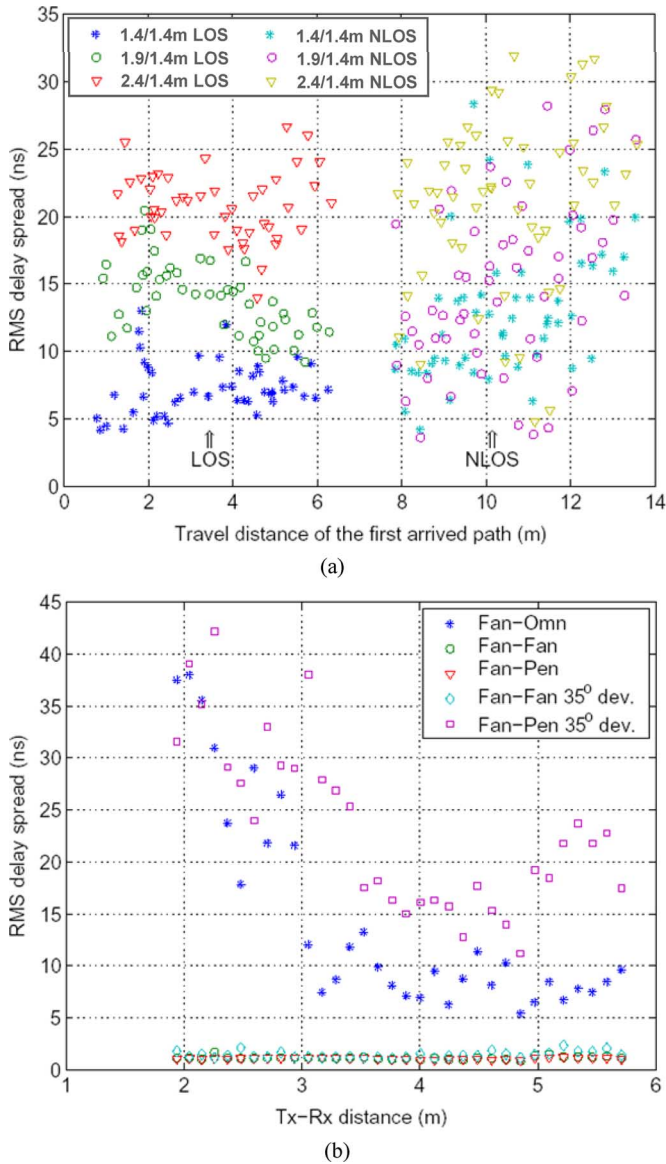 35
30
25
20
15
10
5
0
RMS delay spread (ns)
1.4/1.4m LOS
1.9/1.4m LOS
2.4/1.4m LOS
1.4/1.4m NLOS
1.9/1.4m NLOS
2.4/1.4m NLOS
⇑ ⇑
LOS NLOS
0 2 4 6 8 10 12 14
Travel distance of the first arrived path (m)
(a)
45
40
35
30
25
20
15
10
5
0
RMS delay spread (ns)
Fan-Omn
Fan-Fan
Fan-Pen
Fan-Fan 35⁰ dev.
Fan-Pen 35⁰ dev.
1 2 3 4 5 6
Tx-Rx distance (m)
(b)